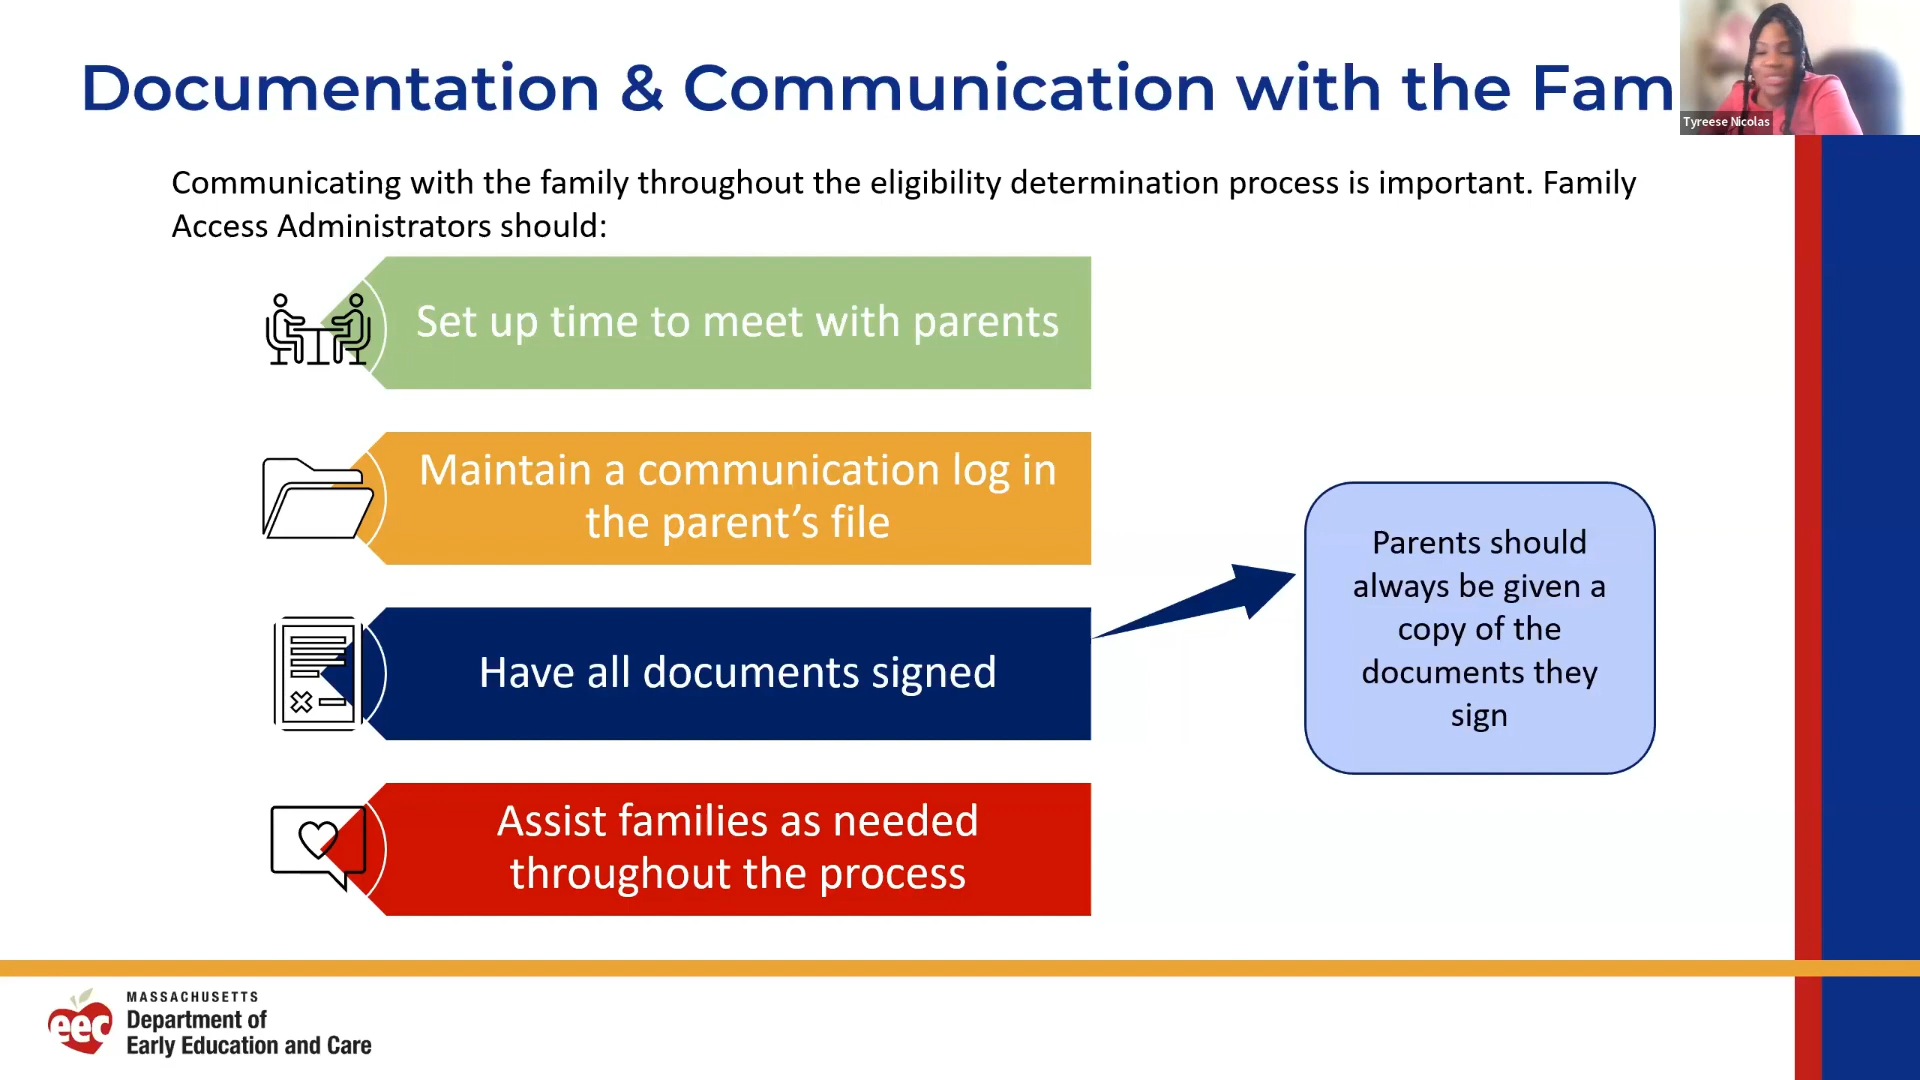 Documentation & Communication with the Fam
Tyreese Nicolas
Communicating with the family throughout the eligibility determination process is important. Family
Access Administrators should:
Set up time to meet with parents
Maintain a communication log in
the parent’s file
Have all documents signed
Assist families as needed
throughout the process
Parents should
always be given a
copy of the
documents they
sign
eec
MASSACHUSETTS
Department of
Early Education and Care